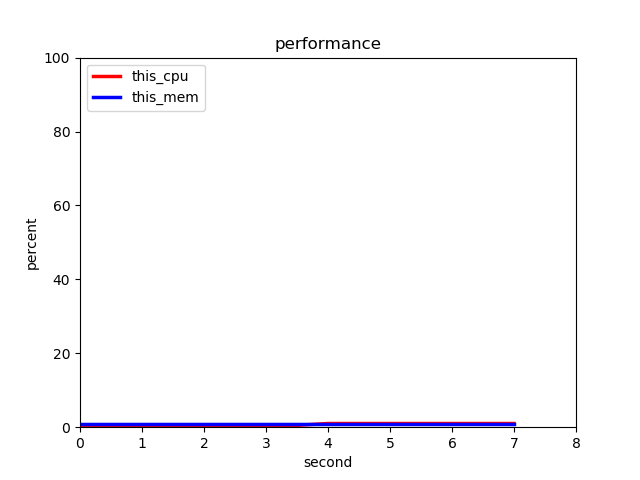 performance
100
this_cpu
this_mem
80
60
percent
40
20
0
0 1 2 3 4 5 6 7 8
second